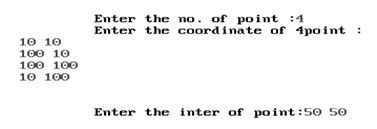 Enter the no. of point :4
Enter the coordinate of 4point :
10 10
100 10
100 100
10 100
Enter the inter of point:50 50